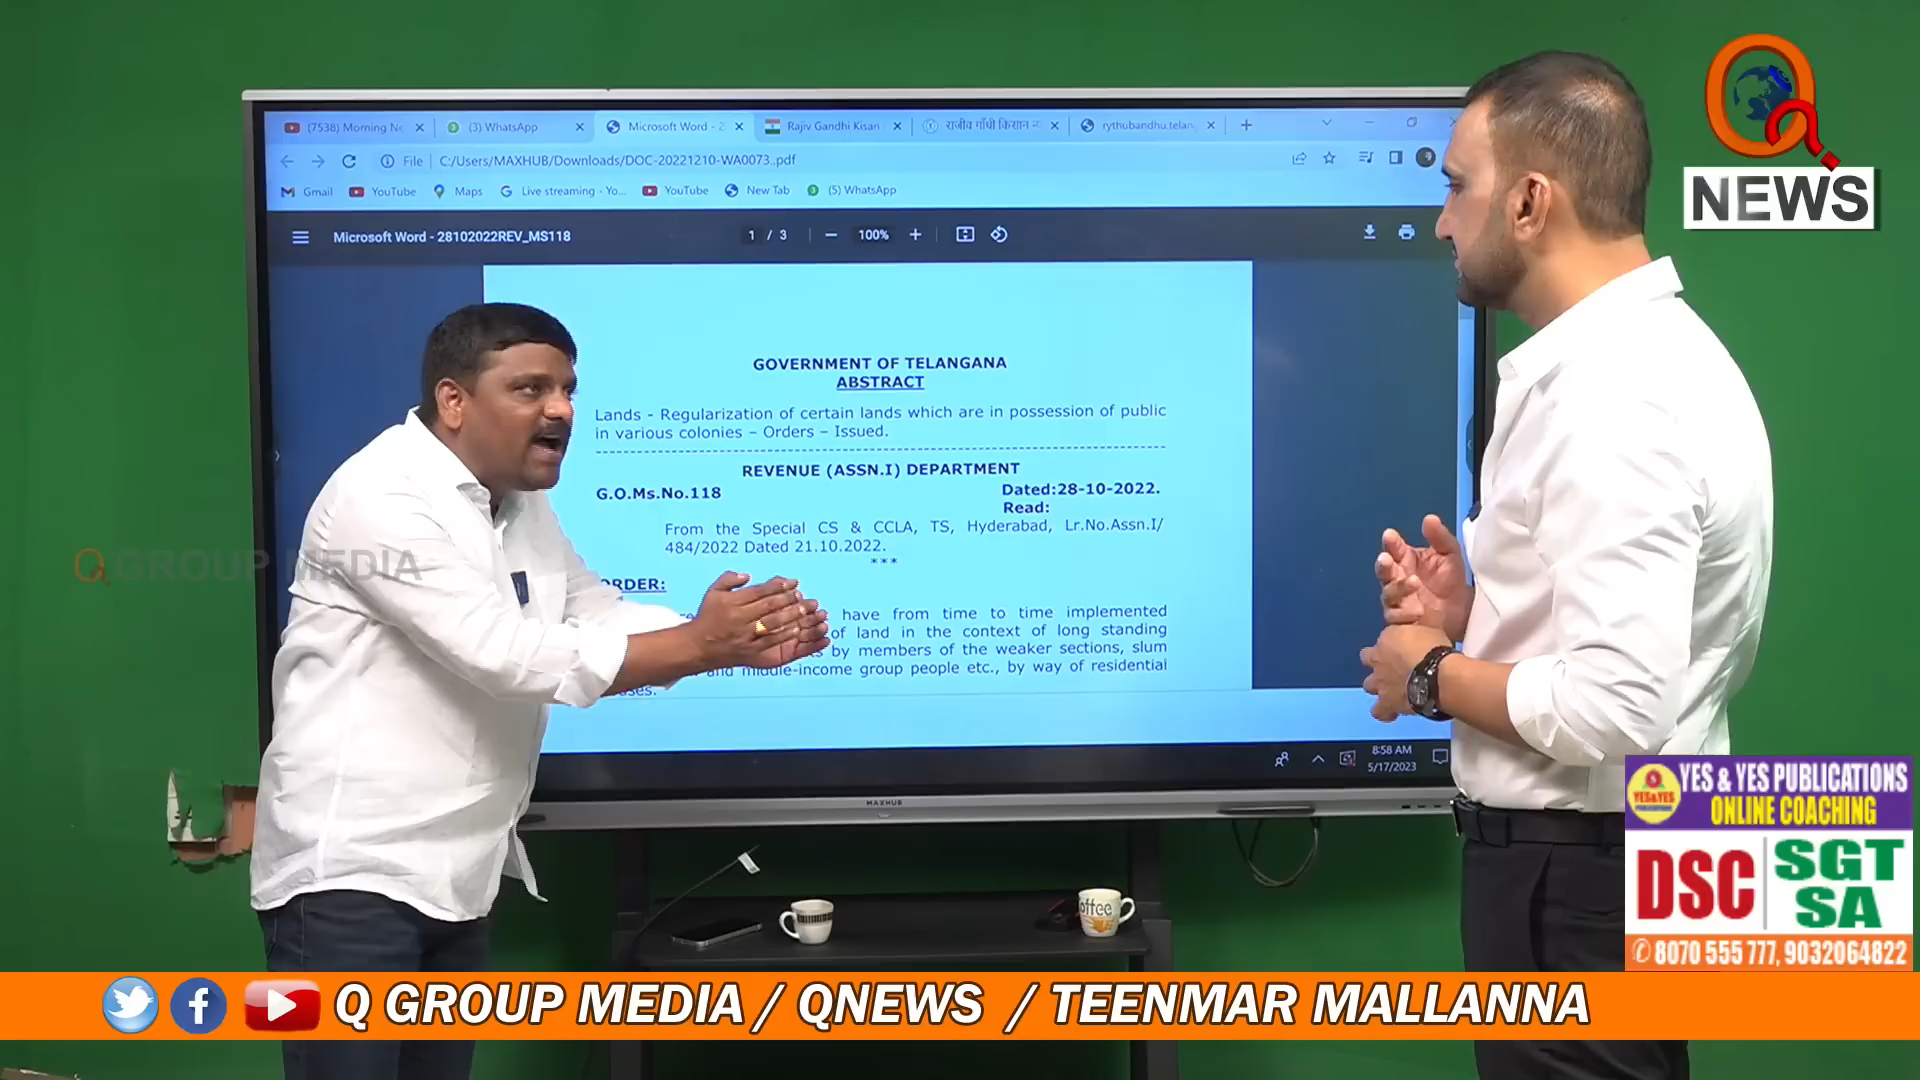 (7538) Morning Ne
(3) WhatsApp
Microsoft Word - 2
Rajiv Gandhi Kisan
राजीव गाँधी किसान न
rythubandhu.telan
File
C:/Users/MAXHUB/Downloads/DOC-20221210-WA0073..pdf
Gmail
YouTube
Maps
Live streaming - Yo...
YouTube
New Tab
(5) WhatsApp
Microsoft Word - 28102022REV_MS118
1 / 3
100%
GOVERNMENT OF TELANGANA
ABSTRACT
Lands - Regularization of certain lands which are in possession of public
in various colonies – Orders – Issued.
REVENUE (ASSN.I) DEPARTMENT
G.O.Ms.No.118
Dated:28-10-2022.
Read:
From the Special CS & CCLA, TS, Hyderabad, Lr.No.Assn.I/
484/2022 Dated 21.10.2022.
***
ORDER:
have from time to time implemented
of land in the context of long standing
by members of the weaker sections, slum
and middle-income group people etc., by way of residential
8:58 AM
5/17/2023
MAXHUB
Coffee
Q GROUP MEDIA
Q
NEWS
YES & YES PUBLICATIONS
YES&YES
ONLINE COACHING
DSC
SGT
SA
8070 555 777, 9032064822
Q GROUP MEDIA / QNEWS / TEENMAR MALLANNA